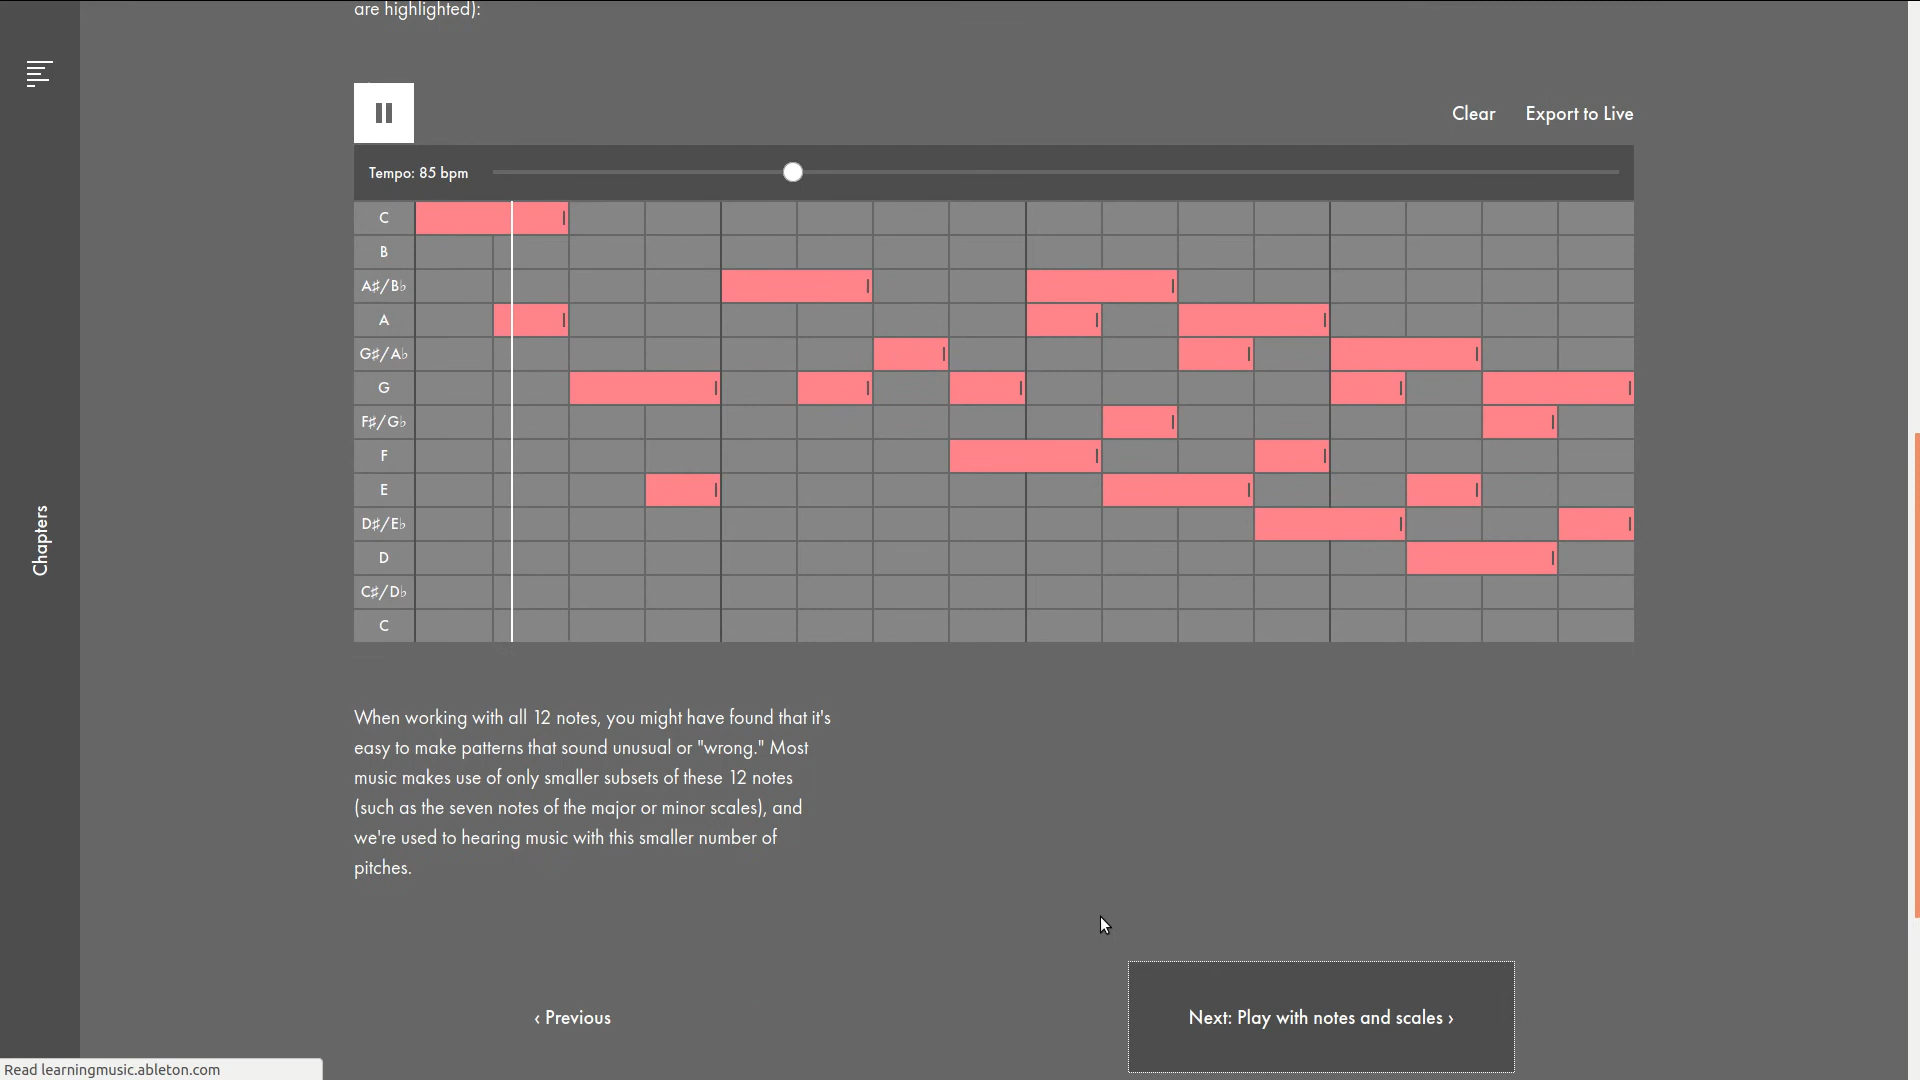 are highlighted):
Clear Export to Live
Tempo: 85 bpm
C
B
A♯/B♭
A
G♯/A♭
G
F♯/G♭
F
E
D♯/E♭
D
C♯/D♭
C
Chapters
When working with all 12 notes, you might have found that it's
easy to make patterns that sound unusual or "wrong." Most
music makes use of only smaller subsets of these 12 notes
(such as the seven notes of the major or minor scales), and
we're used to hearing music with this smaller number of
pitches.
‹ Previous
Next: Play with notes and scales ›
Read learningmusic.ableton.com